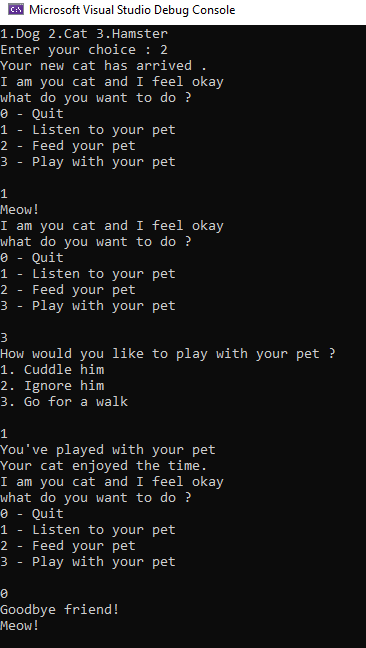 Microsoft Visual Studio Debug Console
1.Dog 2.Cat 3.Hamster
Enter your choice : 2
Your new cat has arrived .
I am you cat and I feel okay
what do you want to do ?
0 - Quit
1 - Listen to your pet
2 - Feed your pet
3 - Play with your pet
1
Meow!
I am you cat and I feel okay
what do you want to do ?
0 - Quit
1 - Listen to your pet
2 - Feed your pet
3 - Play with your pet
3
How would you like to play with your pet ?
1. Cuddle him
2. Ignore him
3. Go for a walk
1
You've played with your pet
Your cat enjoyed the time.
I am you cat and I feel okay
what do you want to do ?
0 - Quit
1 - Listen to your pet
2 - Feed your pet
3 - Play with your pet
0
Goodbye friend!
Meow!